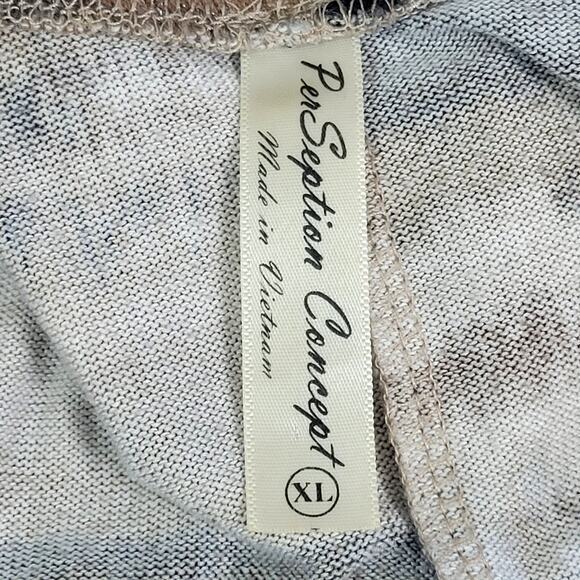 PerSeption Concept
Made in Vietnam
XL